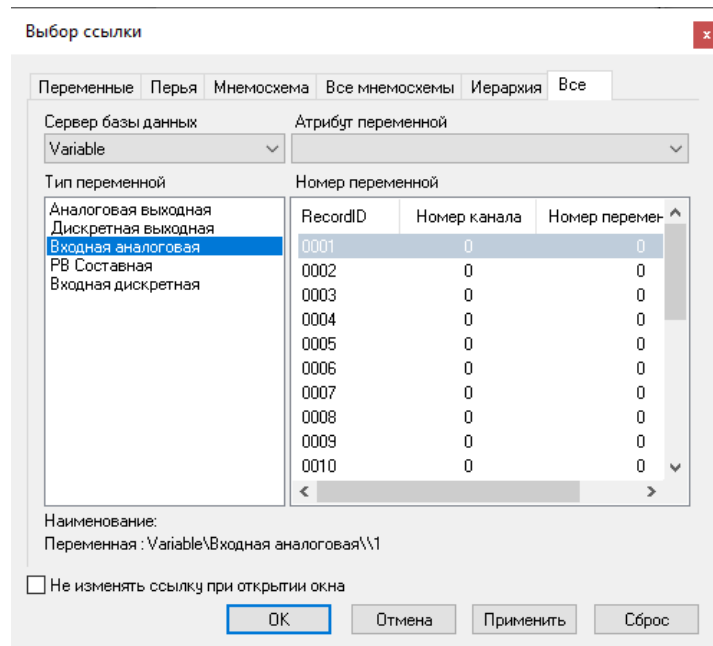 Выбор ссылки
x
Переменные Перья Мнемосхема Все мнемосхемы Иерархия Все
Сервер базы данных Атрибут переменной
Variable
Тип переменной Номер переменной
Аналоговая выходная
Дискретная выходная
Входная аналоговая
РВ Составная
Входная дискретная
RecordID Номер канала Номер перемен
0001 0 0
0002 0 0
0003 0 0
0004 0 0
0005 0 0
0006 0 0
0007 0 0
0008 0 0
0009 0 0
0010 0 0
Наименование:
Переменная : Variable\Входная аналоговая\\1
Не изменять ссылку при открытии окна
OK Отмена Применить Сброс